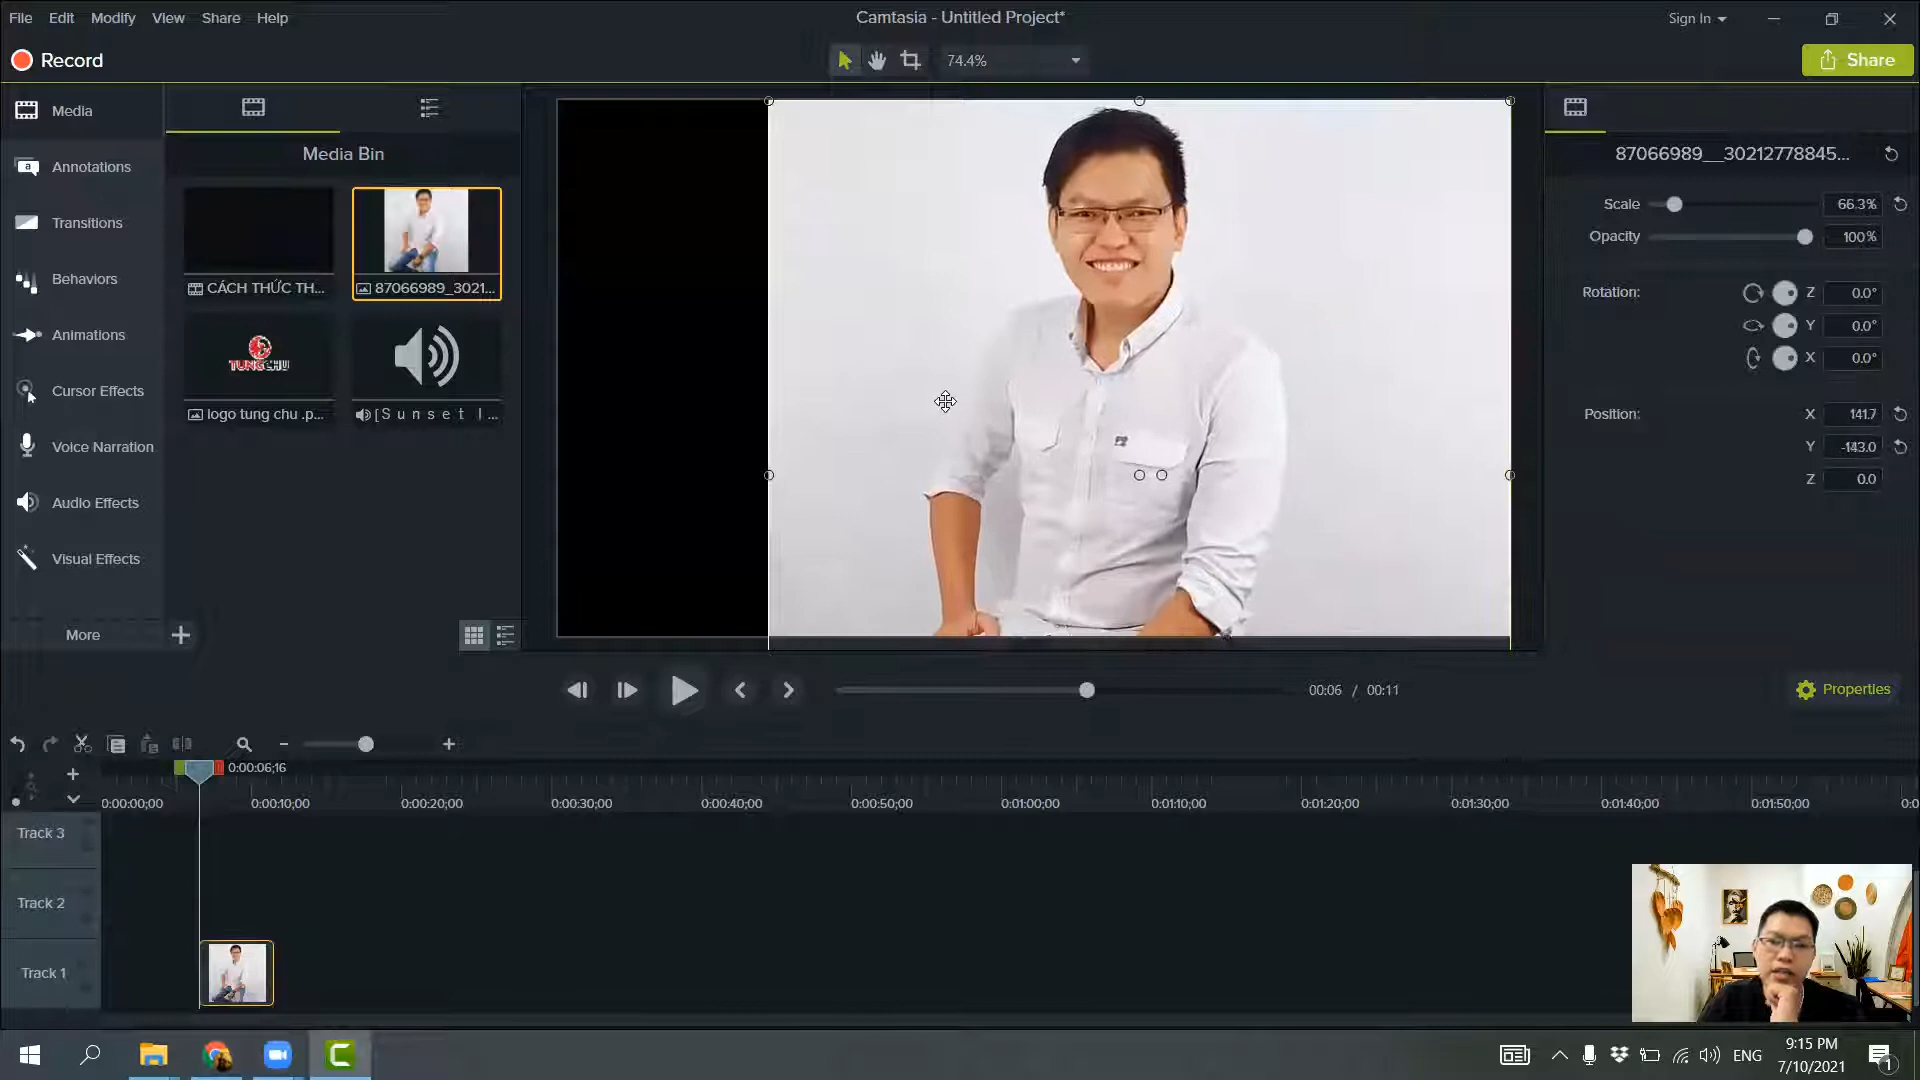 File Edit Modify View Share Help
Camtasia - Untitled Project*
Sign In
Record
74.4%
Share
Media
Annotations
Transitions
Behaviors
Animations
Cursor Effects
Voice Narration
Audio Effects
Visual Effects
More
Media Bin
CÁCH THỨC TH...
87066989_3021...
TUNGCHU
logo tung chu .p...
[S u n s e t l ...
87066989__30212778845...
Scale 66.3%
Opacity 100%
Rotation: Z 0.0°
Y 0.0°
X 0.0°
Position: X 141.7
Y -143.0
Z 0.0
00:06 / 00:11
Properties
0:00:06;16
0:00:00;00 0:00:10;00 0:00:20;00 0:00:30;00 0:00:40;00 0:00:50;00 0:01:00;00 0:01:10;00 0:01:20;00 0:01:30;00 0:01:40;00 0:01:50;00 0:0
Track 3
Track 2
Track 1
ENG
9:15 PM
7/10/2021
1